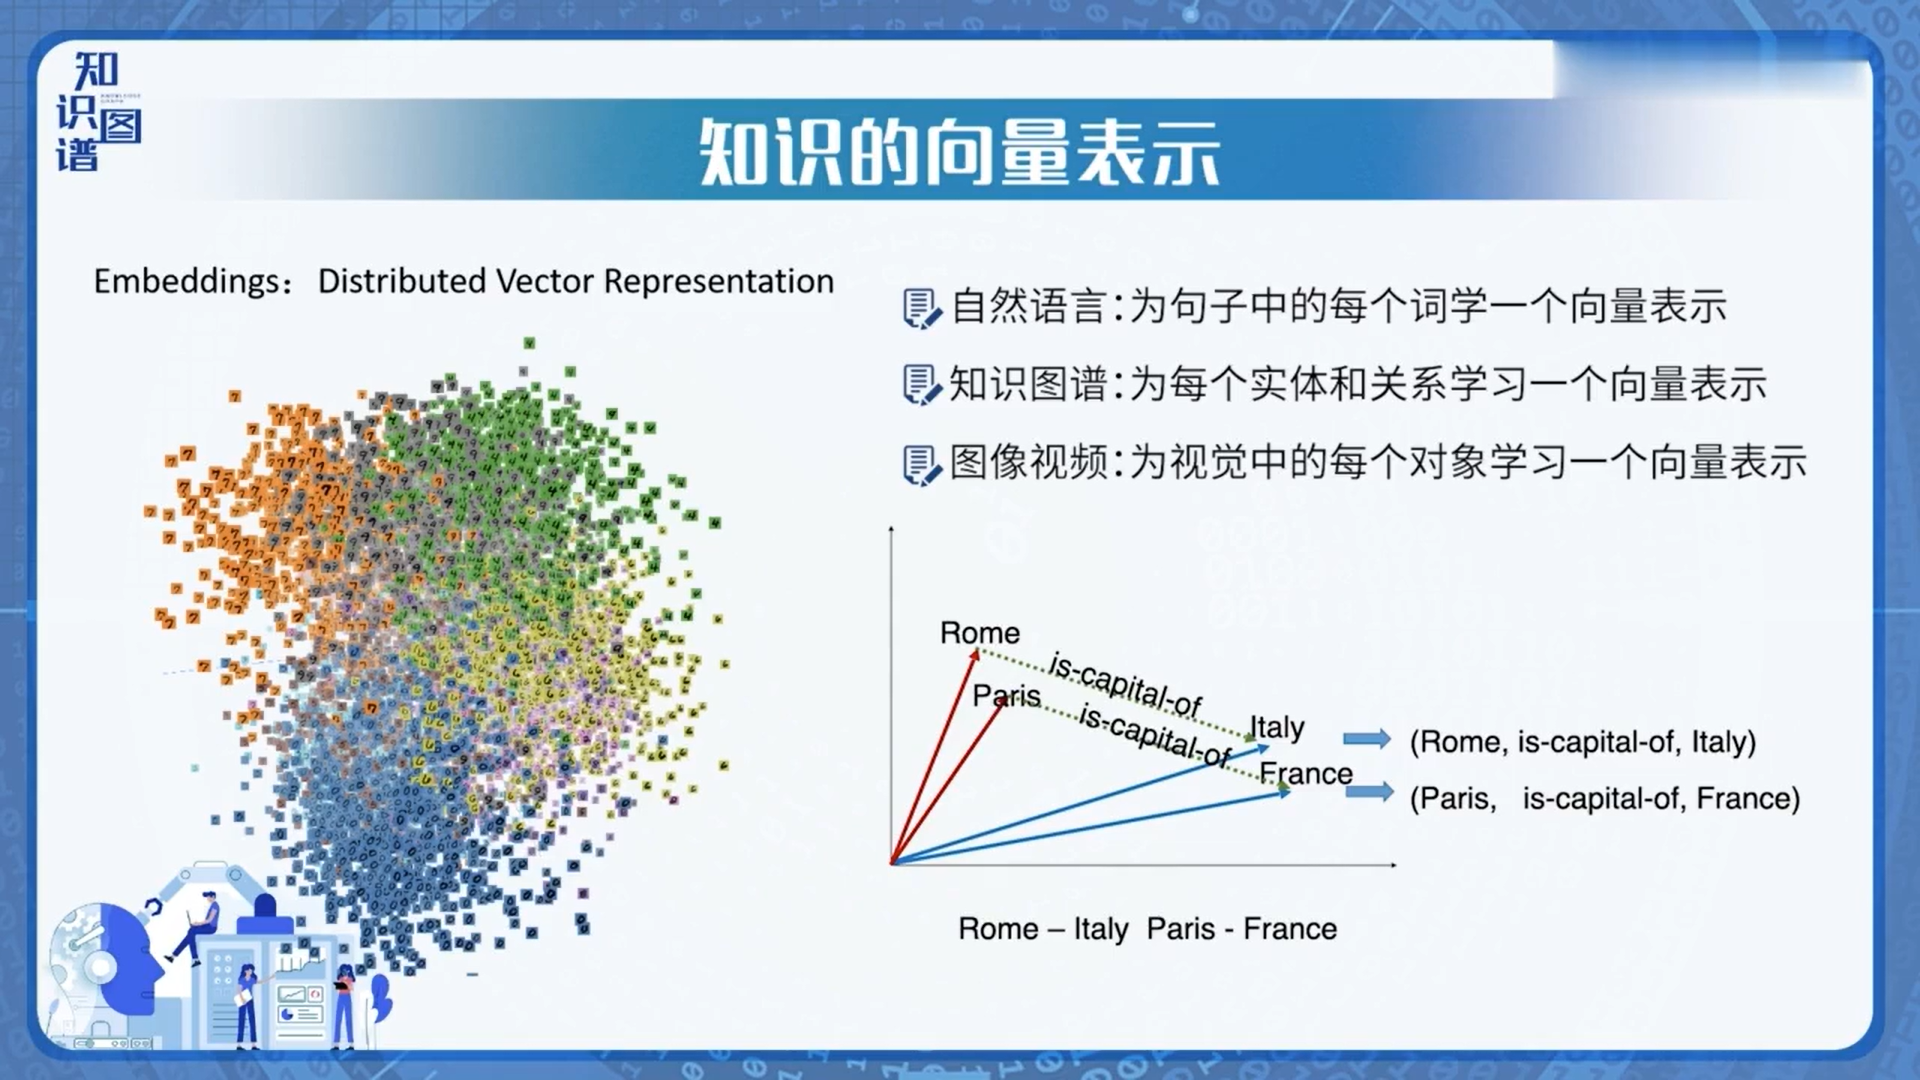 知识图谱
KNOWLEDGE GRAPH
知识的向量表示
Embeddings： Distributed Vector Representation
自然语言:为句子中的每个词学一个向量表示
知识图谱:为每个实体和关系学习一个向量表示
图像视频:为视觉中的每个对象学习一个向量表示
Rome
is-capital-of
Paris
is-capital-of
Italy
(Rome, is-capital-of, Italy)
France
(Paris, is-capital-of, France)
Rome – Italy Paris - France